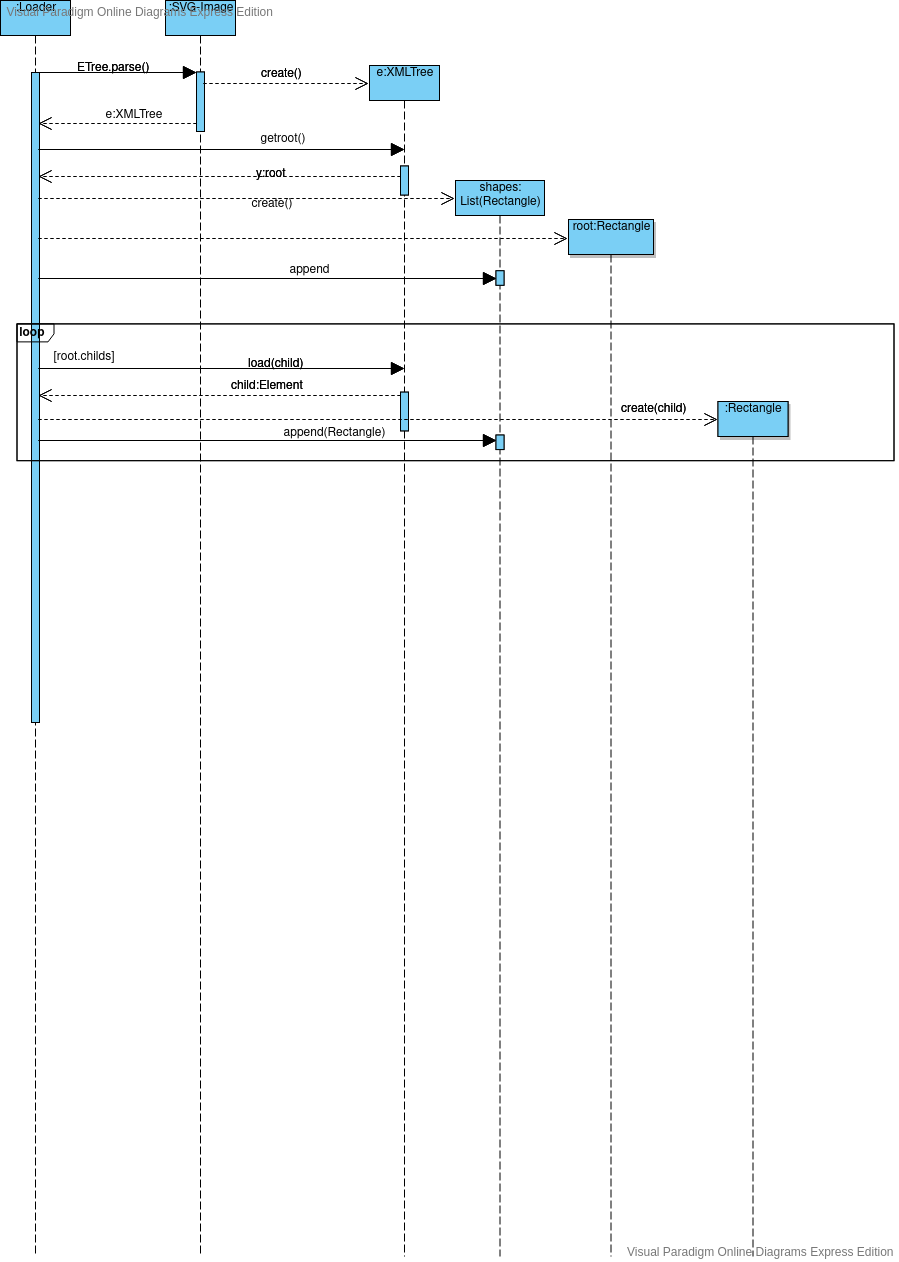 :Loader
:SVG-Image
Visual Paradigm Online Diagrams Express Edition
ETree.parse()
create()
e:XMLTree
e:XMLTree
getroot()
y:root
shapes:
List(Rectangle)
create()
root:Rectangle
append
loop
[root.childs]
load(child)
child:Element
create(child)
:Rectangle
append(Rectangle)
Visual Paradigm Online Diagrams Express Edition